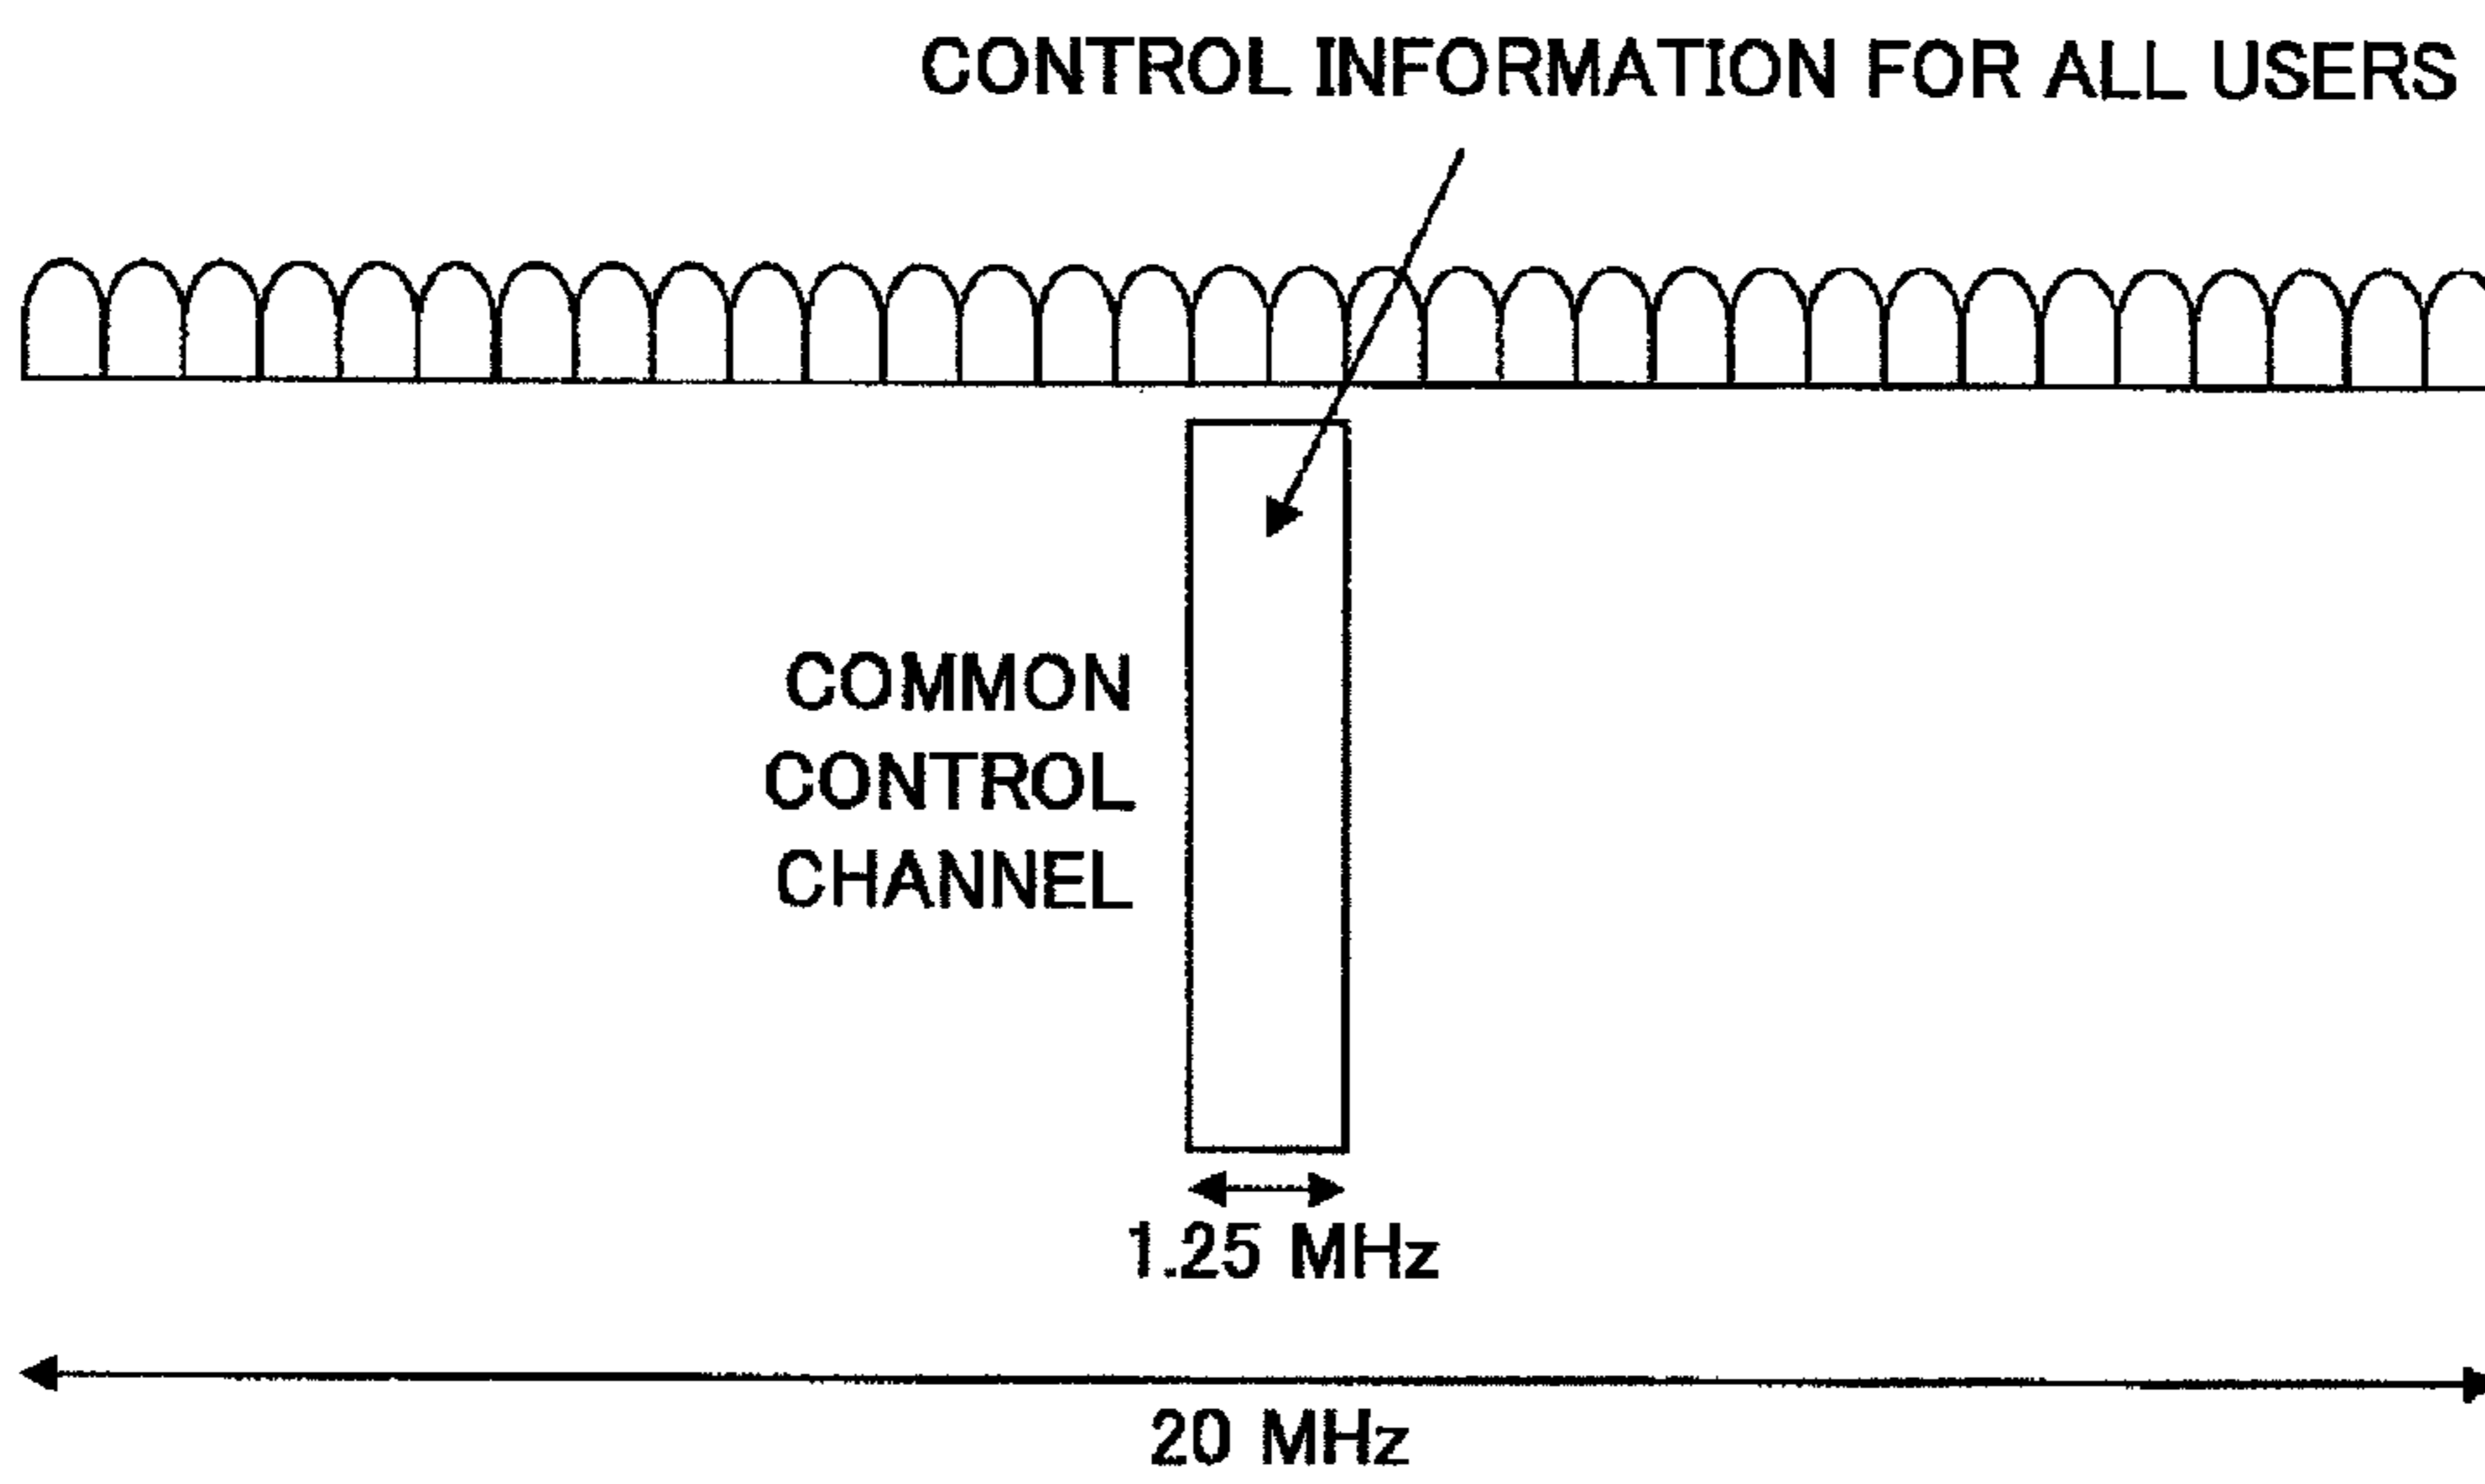 CONTROL INFORMATION FOR ALL USERS
COMMON
CONTROL
CHANNEL
1.25 MHz
20 MHz